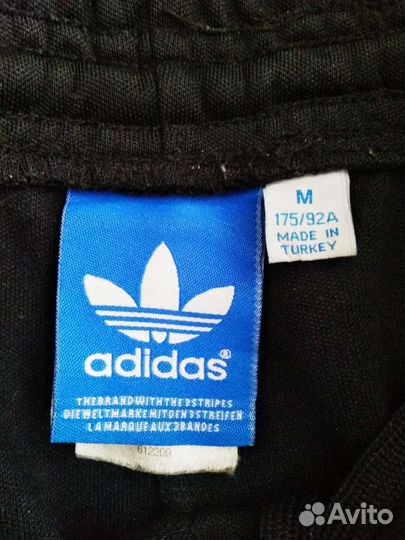 M
175/92A
MADE IN
TURKEY
adidas®
THE BRAND WITH THE 3 STRIPES
DIE WELTMARKE MIT DEN 3 STREIFEN
LA MARQUE AUX 3 BANDES
612209
Avito